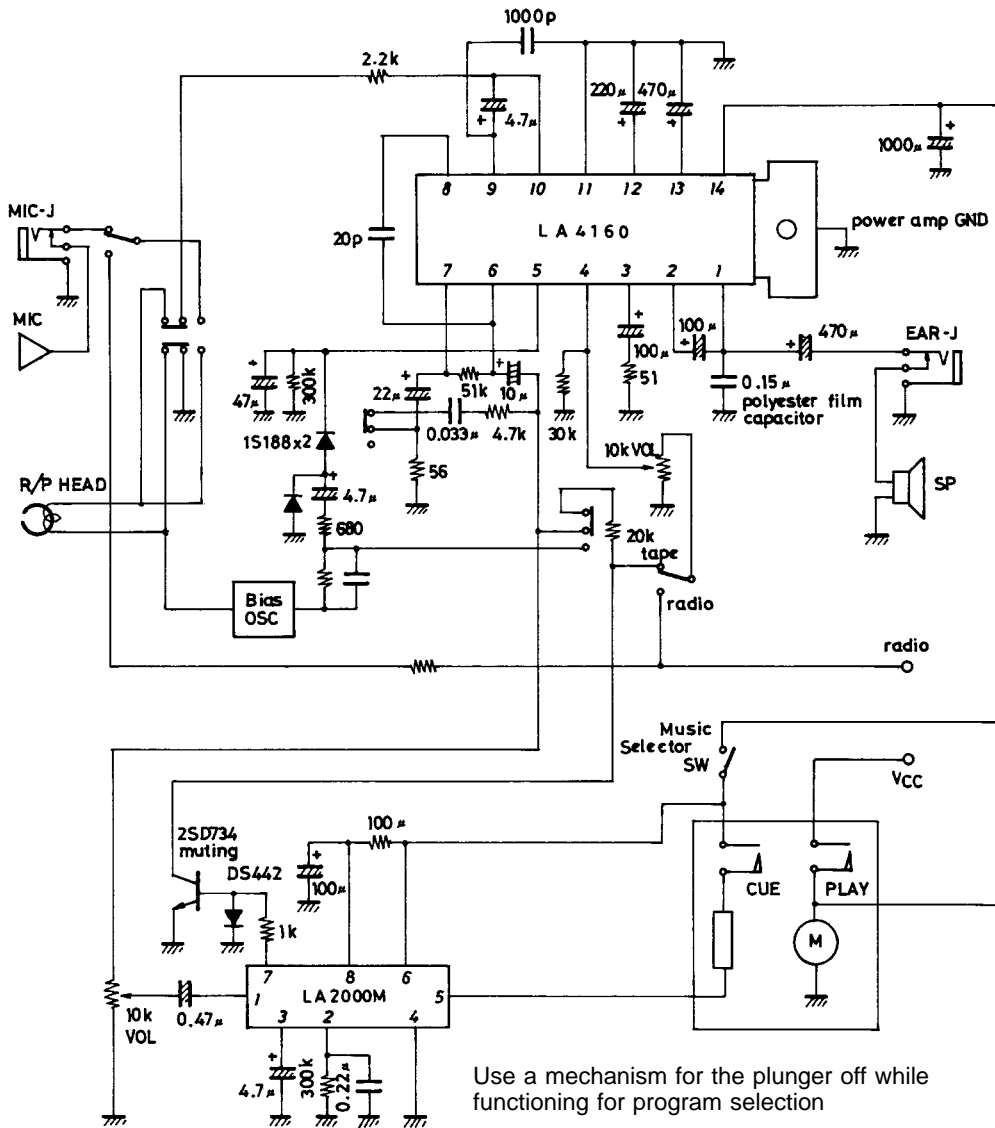 1000p
2.2k
220μ 470μ
4.7μ
+
+
+
+
1000μ
8 9 10 11 12 13 14
MIC-J
LA4160
power amp GND
20p
7 6 5 4 3 2 1
MIC
+
+
100μ
+
470μ
+
EAR-J
100μ
47μ
300k
22μ
+
51k
10μ
+
51
0.15μ
polyester film
capacitor
0.033μ 4.7k
30k
1S188x2
10k VOL
56
R/P HEAD
+
4.7μ
SP
680
20k
tape
Bias
OSC
radio
radio
Music
Selector
SW
VCC
100μ
2SD734
muting
+
DS442
100μ
CUE
PLAY
1k
M
7 8 6
1 LA2000M 5
3 2 4
10k
VOL
0.47μ
+
4.7μ
300k
0.22μ
Use a mechanism for the plunger off while
functioning for program selection